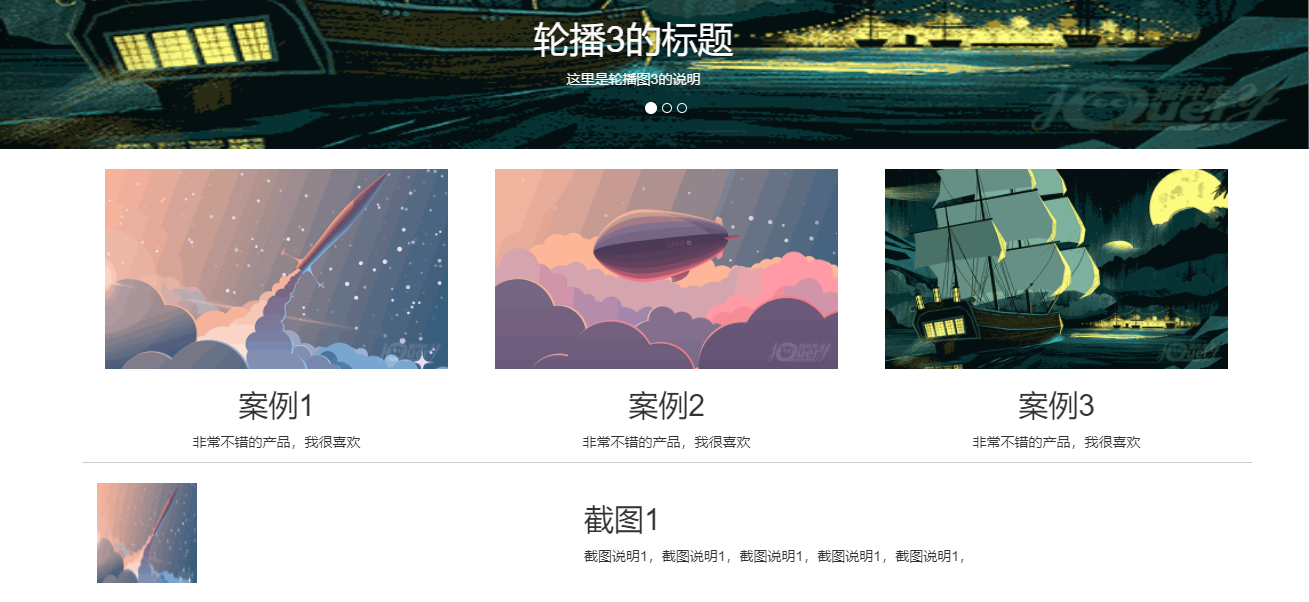 轮播3的标题
这里是轮播图3的说明
案例1
非常不错的产品，我很喜欢
案例2
非常不错的产品，我很喜欢
案例3
非常不错的产品，我很喜欢
截图1
截图说明1，截图说明1，截图说明1，截图说明1，截图说明1，